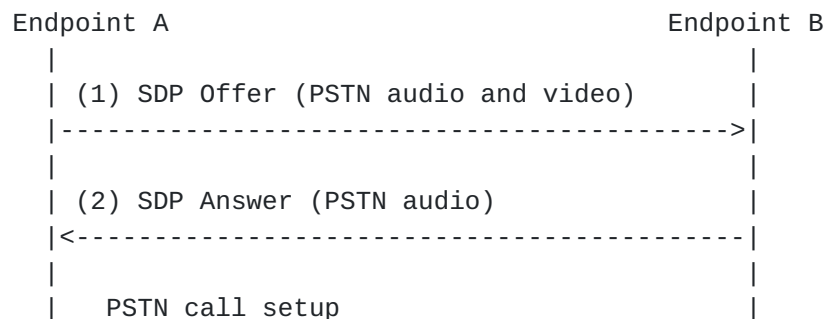 Endpoint A                                Endpoint B
  |                                             |
  | (1) SDP Offer (PSTN audio and video)        |
  |-------------------------------------------->|
  |                                             |
  | (2) SDP Answer (PSTN audio)                 |
  |<--------------------------------------------|
  |                                             |
  |   PSTN call setup                           |